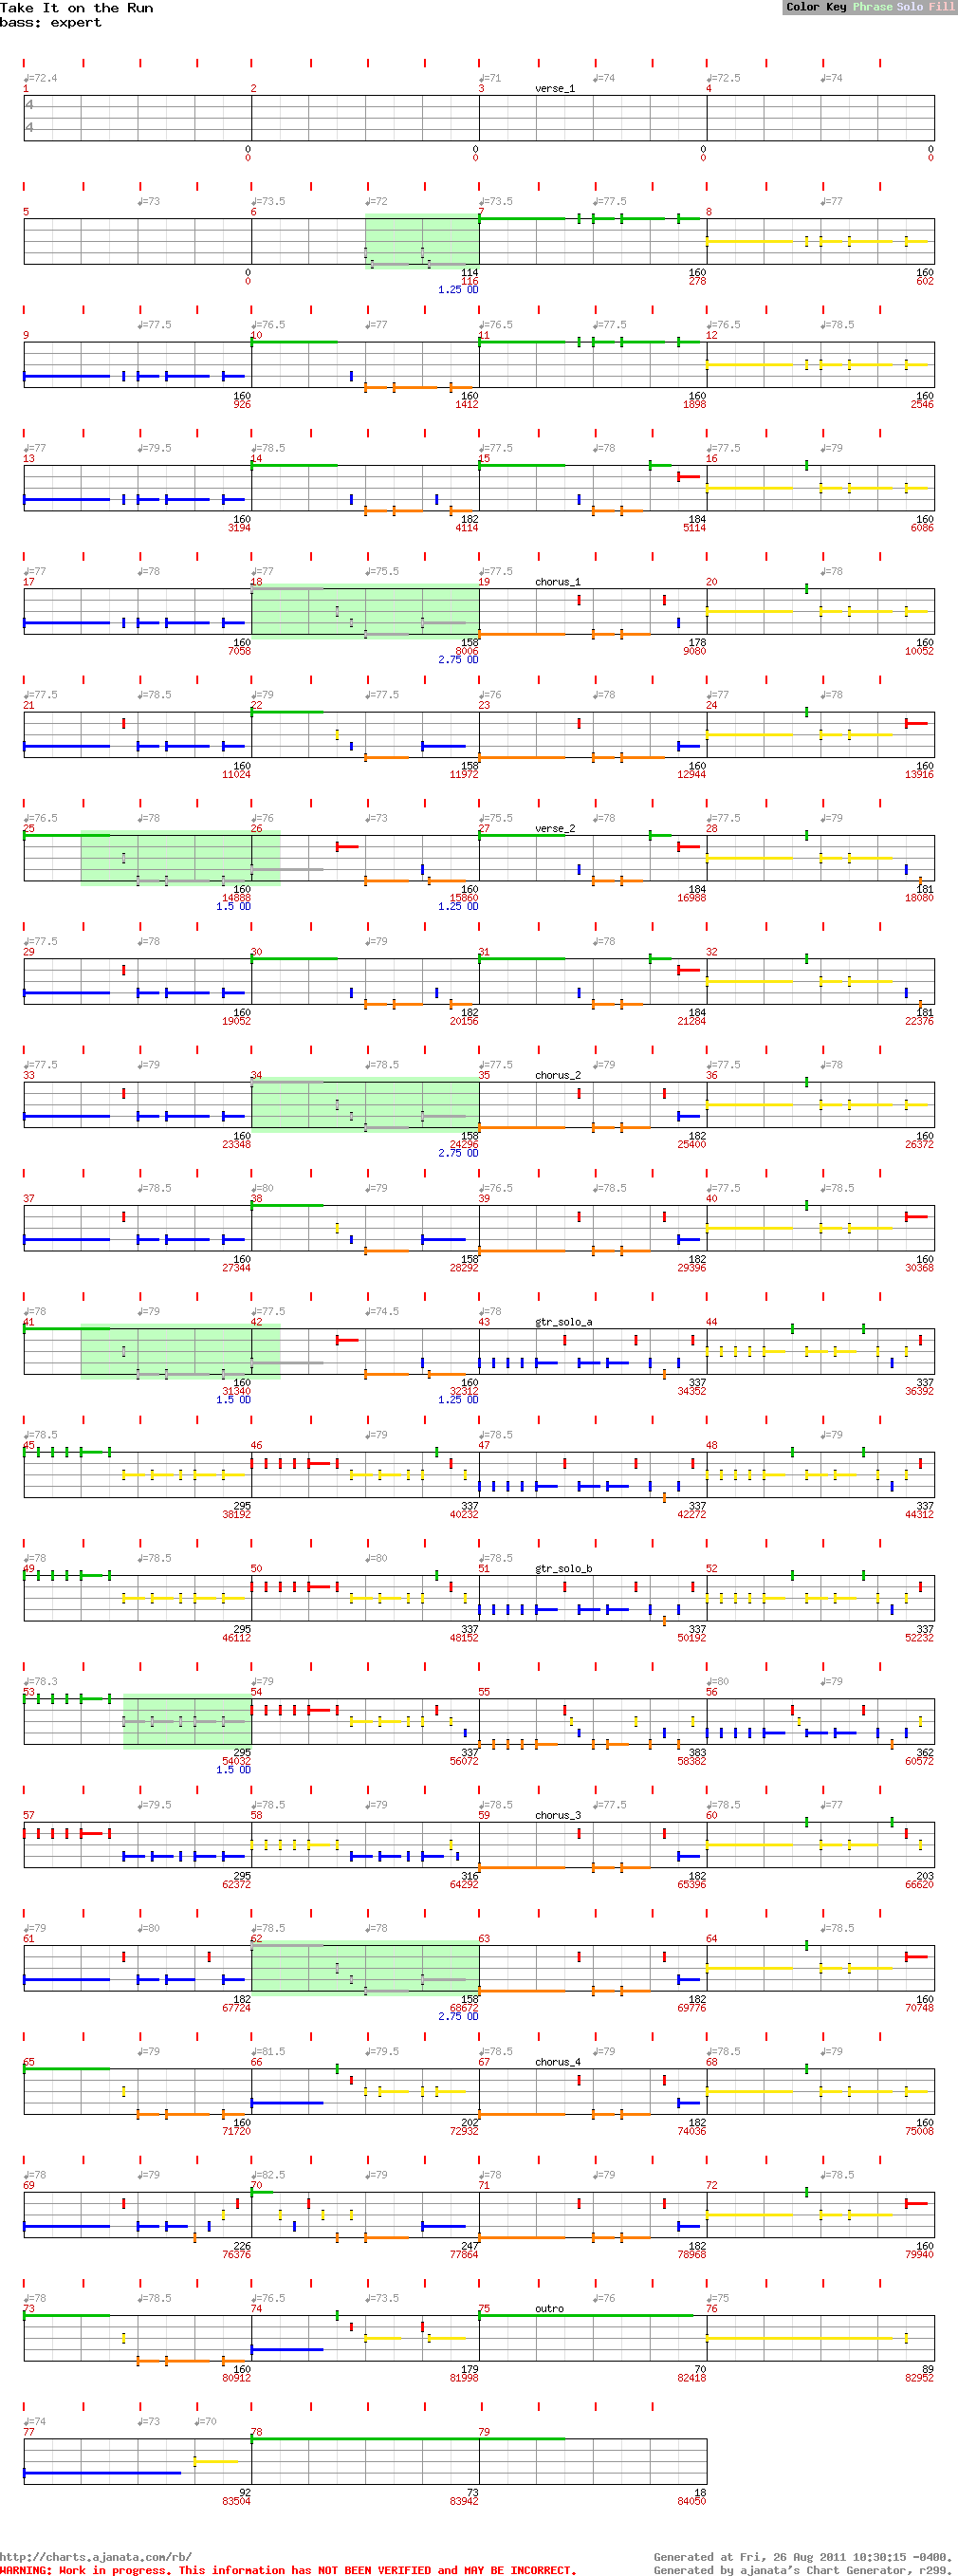 Take It on the Run
bass: expert
Color Key Phrase Solo Fill
♩=72.4 ♩=71 ♩=74 ♩=72.5 ♩=74
1 2 3 verse_1 4
4
4
0 0 0 0
0 0 0 0
♩=73 ♩=73.5 ♩=72 ♩=73.5 ♩=77.5 ♩=77
5 6 7 8
0 114 160 160
0 116 278 602
1.25 OD
♩=77.5 ♩=76.5 ♩=77 ♩=76.5 ♩=77.5 ♩=76.5 ♩=78.5
9 10 11 12
160 160 160 160
926 1412 1898 2546
♩=77 ♩=79.5 ♩=78.5 ♩=77.5 ♩=78 ♩=77.5 ♩=79
13 14 15 16
160 182 184 160
3194 4114 5114 6086
♩=77 ♩=78 ♩=77 ♩=75.5 ♩=77.5 ♩=78
17 18 19 chorus_1 20
160 158 178 160
7058 8006 9080 10052
2.75 OD
♩=77.5 ♩=78.5 ♩=79 ♩=77.5 ♩=76 ♩=78 ♩=77 ♩=78
21 22 23 24
160 158 160 160
11024 11972 12944 13916
♩=76.5 ♩=78 ♩=76 ♩=73 ♩=75.5 ♩=78 ♩=77.5 ♩=79
25 26 27 verse_2 28
160 160 184 181
14888 15860 16988 18080
1.5 OD 1.25 OD
♩=77.5 ♩=78 ♩=79 ♩=78
29 30 31 32
160 182 184 181
19052 20156 21284 22376
♩=77.5 ♩=79 ♩=78.5 ♩=77.5 ♩=79 ♩=77.5 ♩=78
33 34 35 chorus_2 36
160 158 182 160
23348 24296 25400 26372
2.75 OD
♩=78.5 ♩=80 ♩=79 ♩=76.5 ♩=78.5 ♩=77.5 ♩=78.5
37 38 39 40
160 158 182 160
27344 28292 29396 30368
♩=78 ♩=79 ♩=77.5 ♩=74.5 ♩=78
41 42 43 gtr_solo_a 44
160 160 337 337
31340 32312 34352 36392
1.5 OD 1.25 OD
♩=78.5 ♩=79 ♩=78.5 ♩=79
45 46 47 48
295 337 337 337
38192 40232 42272 44312
♩=78 ♩=78.5 ♩=80 ♩=78.5
49 50 51 gtr_solo_b 52
295 337 337 337
46112 48152 50192 52232
♩=78.3 ♩=79 ♩=80 ♩=79
53 54 55 56
295 337 383 362
54032 56072 58382 60572
1.5 OD
♩=79.5 ♩=78.5 ♩=79 ♩=78.5 ♩=77.5 ♩=78.5 ♩=77
57 58 59 chorus_3 60
295 316 182 203
62372 64292 65396 66620
♩=79 ♩=80 ♩=78.5 ♩=78 ♩=78.5
61 62 63 64
182 158 182 160
67724 68672 69776 70748
2.75 OD
♩=79 ♩=81.5 ♩=79.5 ♩=78.5 ♩=79 ♩=78.5 ♩=79
65 66 67 chorus_4 68
160 202 182 160
71720 72932 74036 75008
♩=78 ♩=79 ♩=82.5 ♩=79 ♩=78 ♩=79 ♩=78.5
69 70 71 72
226 247 182 160
76376 77864 78968 79940
♩=78 ♩=78.5 ♩=76.5 ♩=73.5 ♩=76 ♩=75
73 74 75 outro 76
160 179 70 89
80912 81998 82418 82952
♩=74 ♩=73 ♩=70
77 78 79
92 73 18
83504 83942 84050
http://charts.ajanata.com/rb/ Generated at Fri, 26 Aug 2011 10:30:15 -0400.
WARNING: Work in progress. This information has NOT BEEN VERIFIED and MAY BE INCORRECT. Generated by ajanata's Chart Generator, r299.